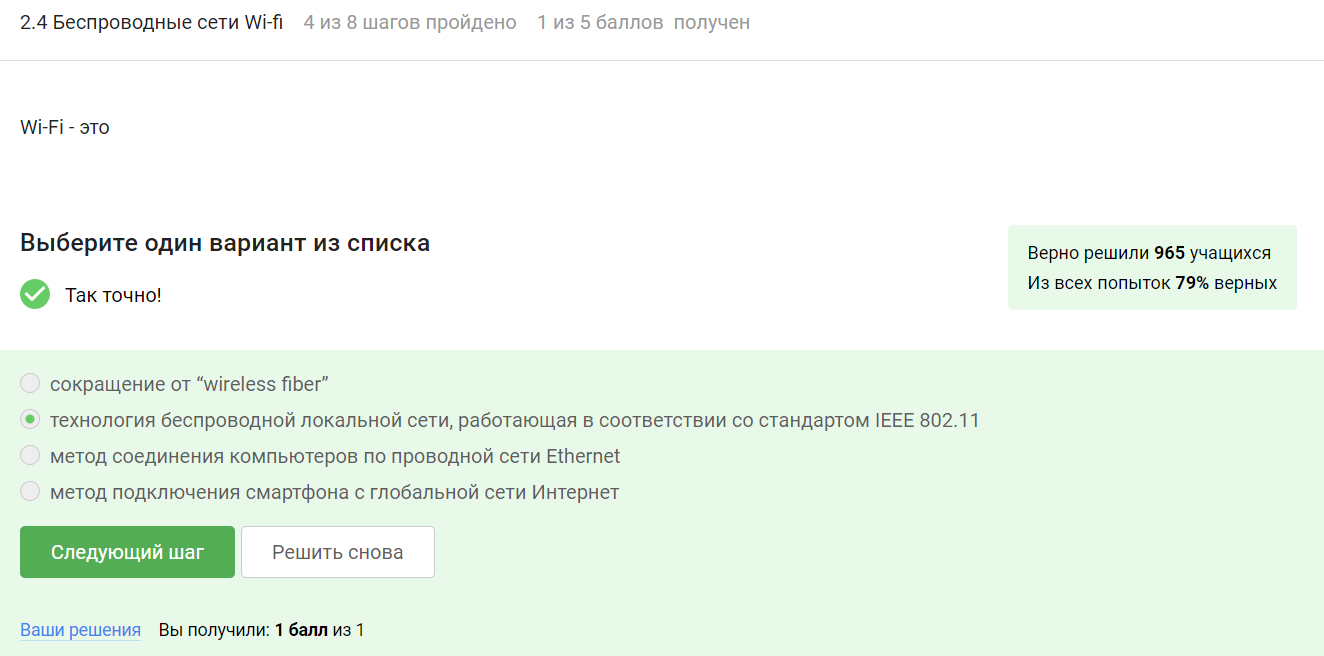 2.4 Беспроводные сети Wi-fi 4 из 8 шагов пройдено 1 из 5 баллов получен
Wi-Fi - это
Выберите один вариант из списка
Так точно!
Верно решили 965 учащихся
Из всех попыток 79% верных
сокращение от “wireless fiber”
технология беспроводной локальной сети, работающая в соответствии со стандартом IEEE 802.11
метод соединения компьютеров по проводной сети Ethernet
метод подключения смартфона с глобальной сети Интернет
Следующий шаг Решить снова
Ваши решения Вы получили: 1 балл из 1